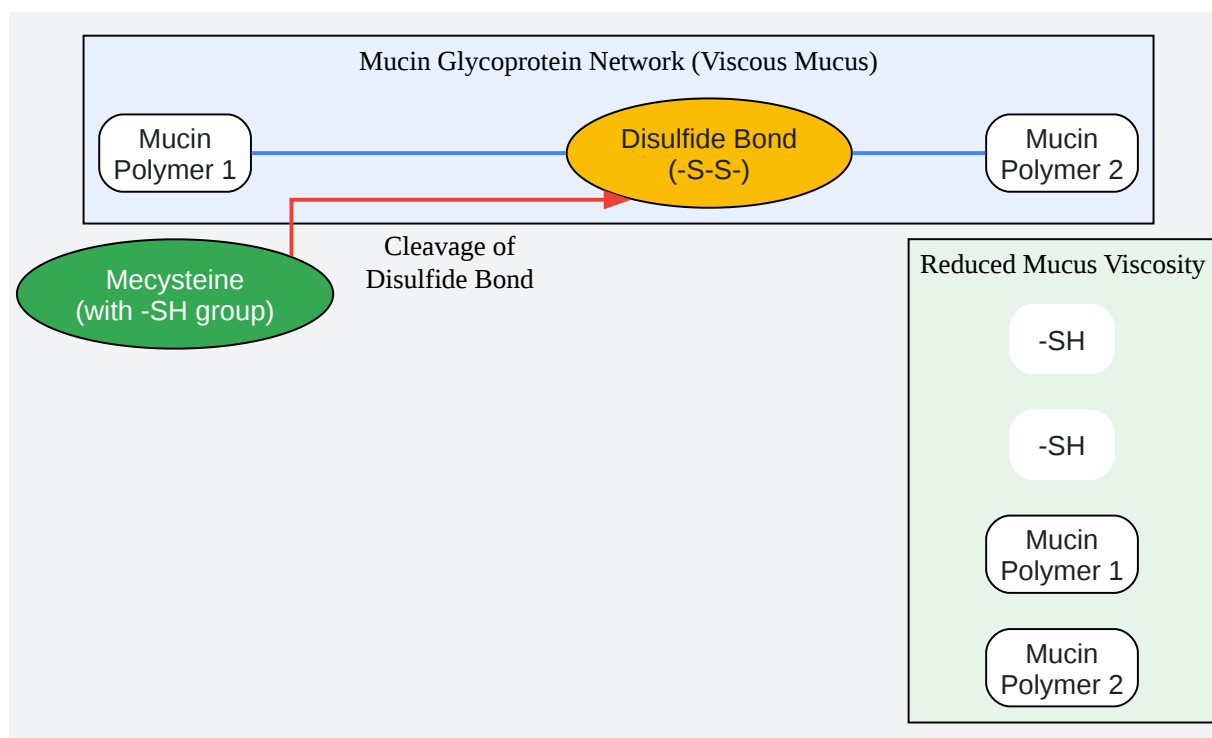 Mucin Glycoprotein Network (Viscous Mucus)
Mucin
Polymer 1
Disulfide Bond
(-S-S-)
Mucin
Polymer 2
Cleavage of
Disulfide Bond
Mecysteine
(with -SH group)
Reduced Mucus Viscosity
-SH
-SH
Mucin
Polymer 1
Mucin
Polymer 2